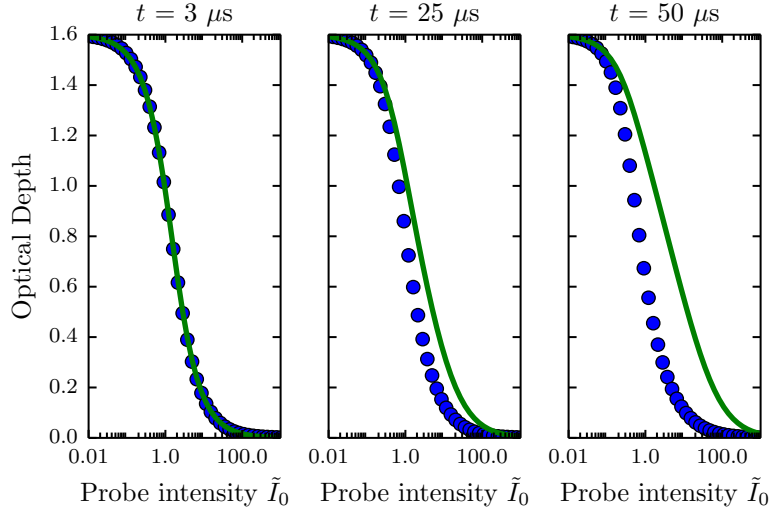 t = 3 μs
t = 25 μs
t = 50 μs
Optical Depth
1.6
1.4
1.2
1.0
0.8
0.6
0.4
0.2
0.0
0.01 1.0 100.0
0.01 1.0 100.0
0.01 1.0 100.0
Probe intensity Ĩ₀
Probe intensity Ĩ₀
Probe intensity Ĩ₀